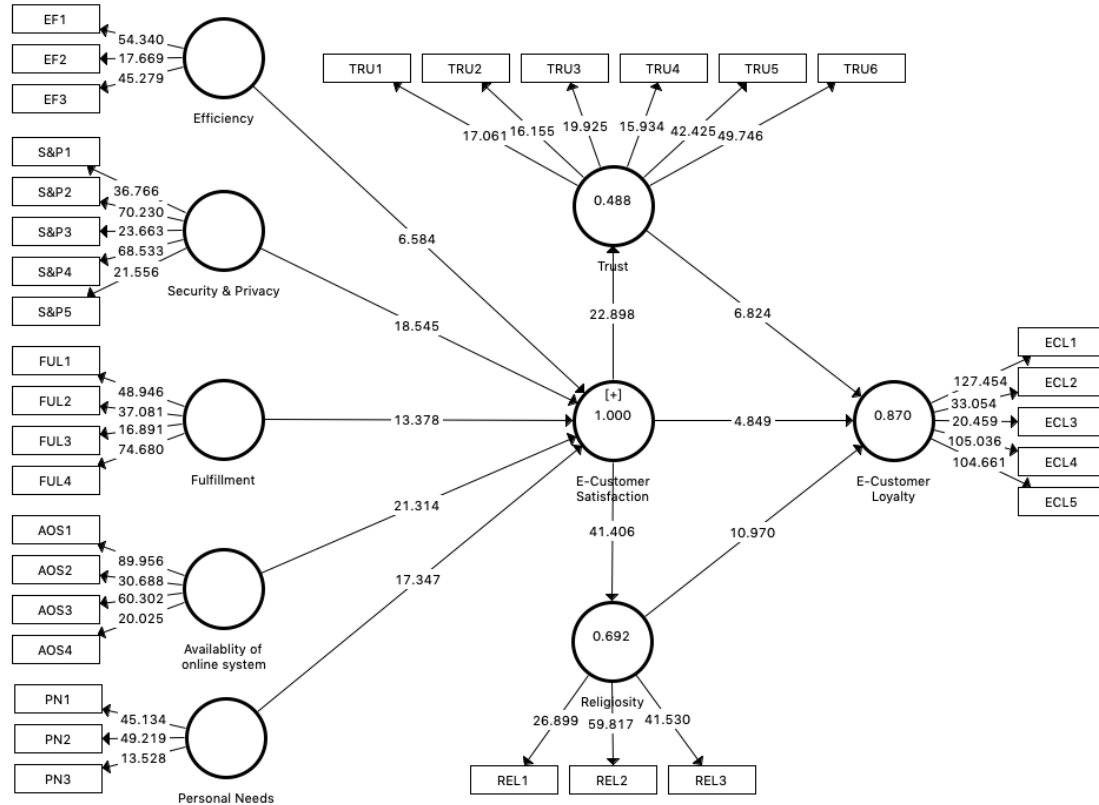 EF1
54.340
EF2
17.669
45.279
EF3
Efficiency
TRU1
TRU2
TRU3
TRU4
TRU5
TRU6
17.061
16.155
19.925
15.934
42.425
49.746
0.488
Trust
S&P1
36.766
S&P2
70.230
S&P3
23.663
68.533
S&P4
21.556
S&P5
Security & Privacy
6.584
18.545
22.898
6.824
FUL1
48.946
FUL2
37.081
FUL3
16.891
74.680
FUL4
Fulfillment
13.378
[+]
1.000
E-Customer
Satisfaction
4.849
0.870
E-Customer
Loyalty
ECL1
127.454
ECL2
33.054
20.459
ECL3
105.036
ECL4
104.661
ECL5
21.314
41.406
10.970
17.347
AOS1
89.956
AOS2
30.688
60.302
AOS3
20.025
AOS4
Availablity of
online system
0.692
Religiosity
26.899
59.817
41.530
REL1
REL2
REL3
PN1
45.134
PN2
49.219
13.528
PN3
Personal Needs